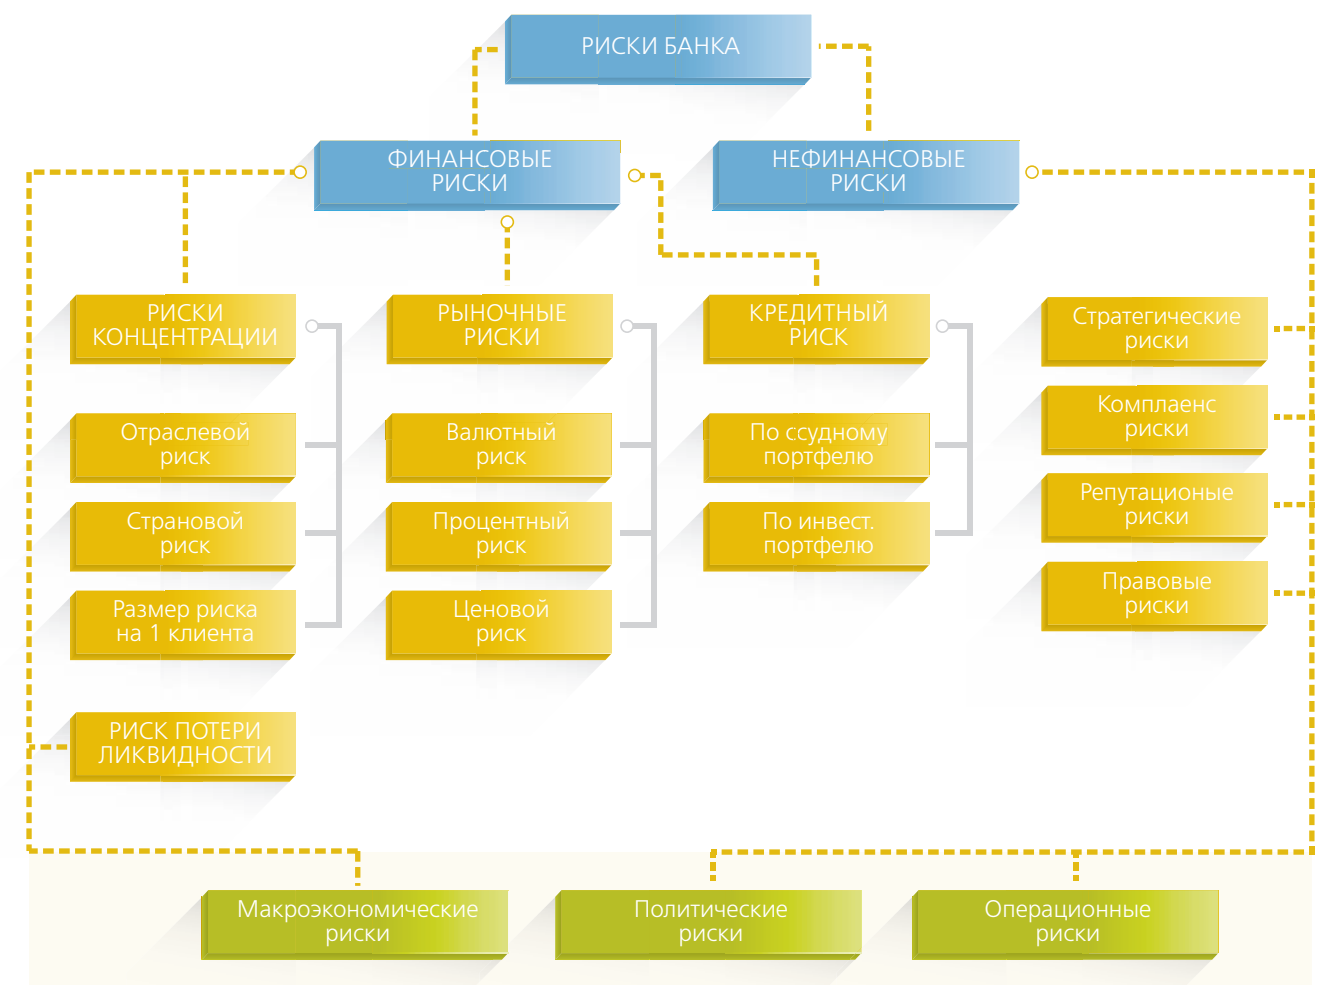 РИСКИ БАНКА
ФИНАНСОВЫЕ
РИСКИ
НЕФИНАНСОВЫЕ
РИСКИ
РИСКИ
КОНЦЕНТРАЦИИ
Отраслевой
риск
Страновой
риск
Размер риска
на 1 клиента
РИСК ПОТЕРИ
ЛИКВИДНОСТИ
РЫНОЧНЫЕ
РИСКИ
Валютный
риск
Процентный
риск
Ценовой
риск
КРЕДИТНЫЙ
РИСК
По ссудному
портфелю
По инвест.
портфелю
Стратегические
риски
Комплаенс
риски
Репутационые
риски
Правовые
риски
Макроэкономические
риски
Политические
риски
Операционные
риски